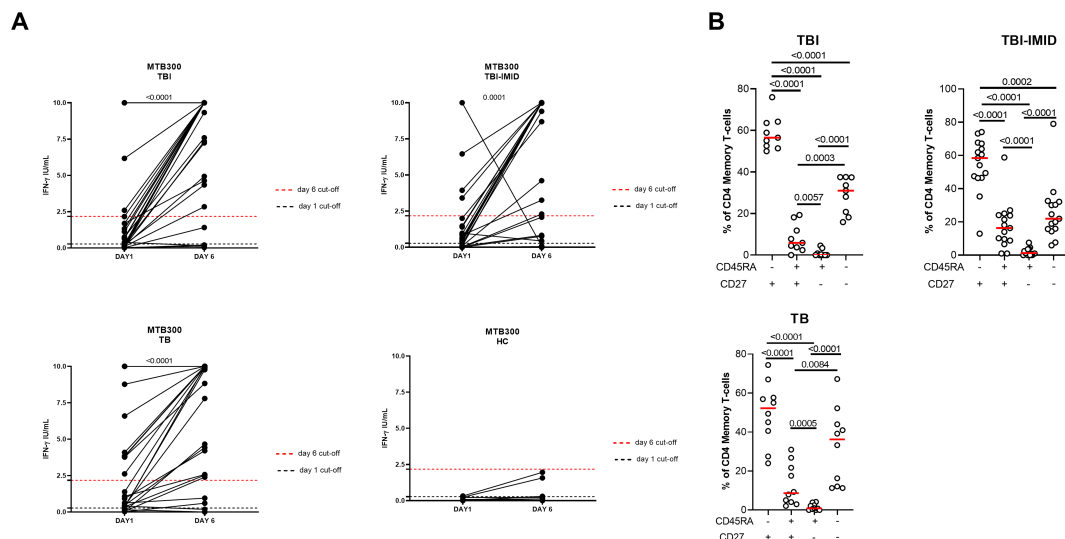 A
MTB300
TBI
<0.0001
10.0
7.5
5.0
2.5
0.0
IFN-γ IU/mL
DAY1
DAY 6
day 6 cut-off
day 1 cut-off
MTB300
TBI-IMID
0.0001
10.0
7.5
5.0
2.5
0.0
IFN-γ IU/mL
DAY1
DAY 6
day 6 cut-off
day 1 cut-off
MTB300
TB
<0.0001
10.0
7.5
5.0
2.5
0.0
IFN-γ IU/mL
DAY1
DAY 6
day 6 cut-off
day 1 cut-off
MTB300
HC
10.0
7.5
5.0
2.5
0.0
IFN-γ IU/mL
DAY1
DAY 6
day 6 cut-off
day 1 cut-off
B
TBI
<0.0001
<0.0001
<0.0001
<0.0001
0.0003
0.0057
80
60
40
20
0
% of CD4 Memory T-cells
CD45RA - + + -
CD27 + + - -
TBI-IMID
0.0002
<0.0001
<0.0001 <0.0001
<0.0001
100
80
60
40
20
0
% of CD4 Memory T-cells
CD45RA - + + -
CD27 + + - -
TB
<0.0001
<0.0001 <0.0001
0.0084
0.0005
80
60
40
20
0
% of CD4 Memory T-cells
CD45RA - + + -
CD27 + + - -